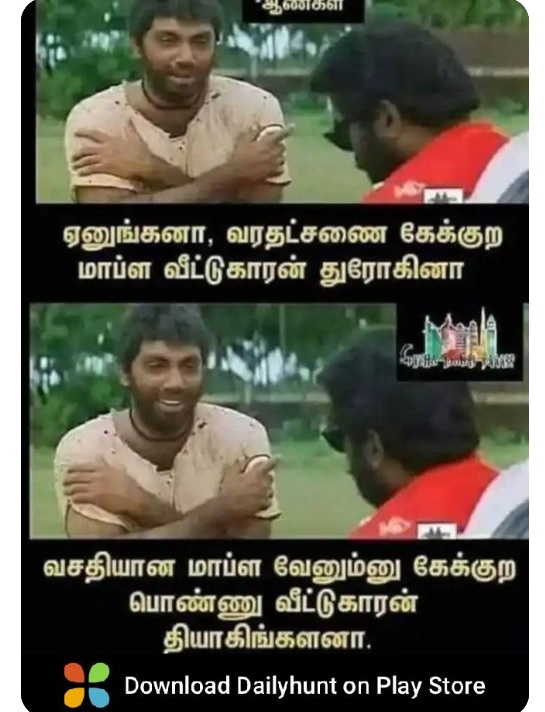 *ஆண்கள்
ஏனுங்கனா, வரதட்சணை கேக்குற
மாப்ள வீட்டுகாரன் துரோகினா
வசதியான மாப்ள வேனும்னு கேக்குற
பொண்ணு வீட்டுகாரன்
தியாகிங்களனா.
Download Dailyhunt on Play Store